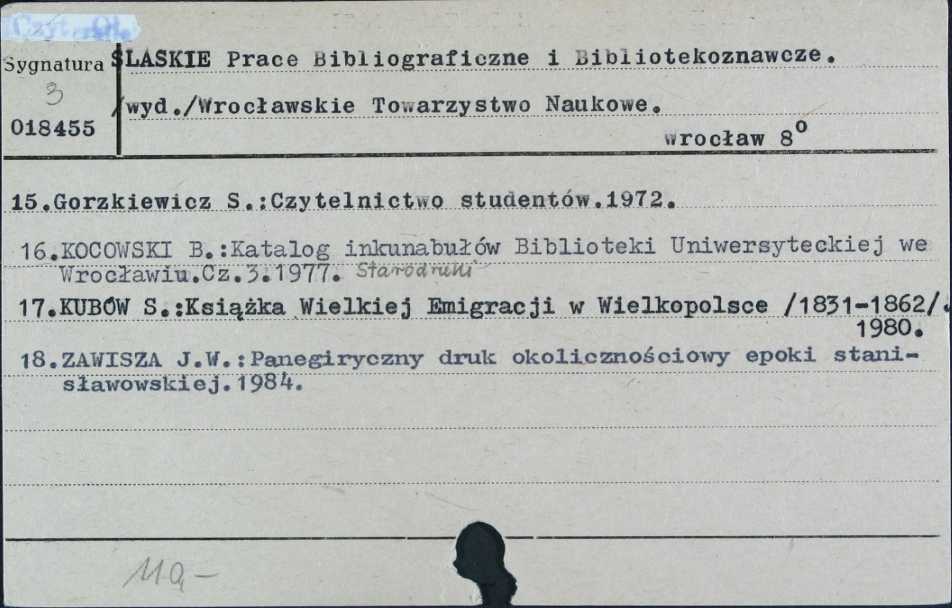 Sygnatura
3
018455
ŚLASKIE Prace Bibliograficzne i Bibliotekoznawcze.
/wyd./Wrocławskie Towarzystwo Naukowe.
wrocław 8º
15.Gorzkiewicz S.:Czytelnictwo studentów.1972.
16.KOCOWSKI B.:Katalog inkunabułów Biblioteki Uniwersyteckiej we
Wrocławiu.Cz.3.1977. Starodruki
17.KUBÓW S.:Książka Wielkiej Emigracji w Wielkopolsce /1831-1862/.
1980.
18.ZAWISZA J.W.:Panegiryczny druk okolicznościowy epoki stani-
sławowskiej.1984.
110,-